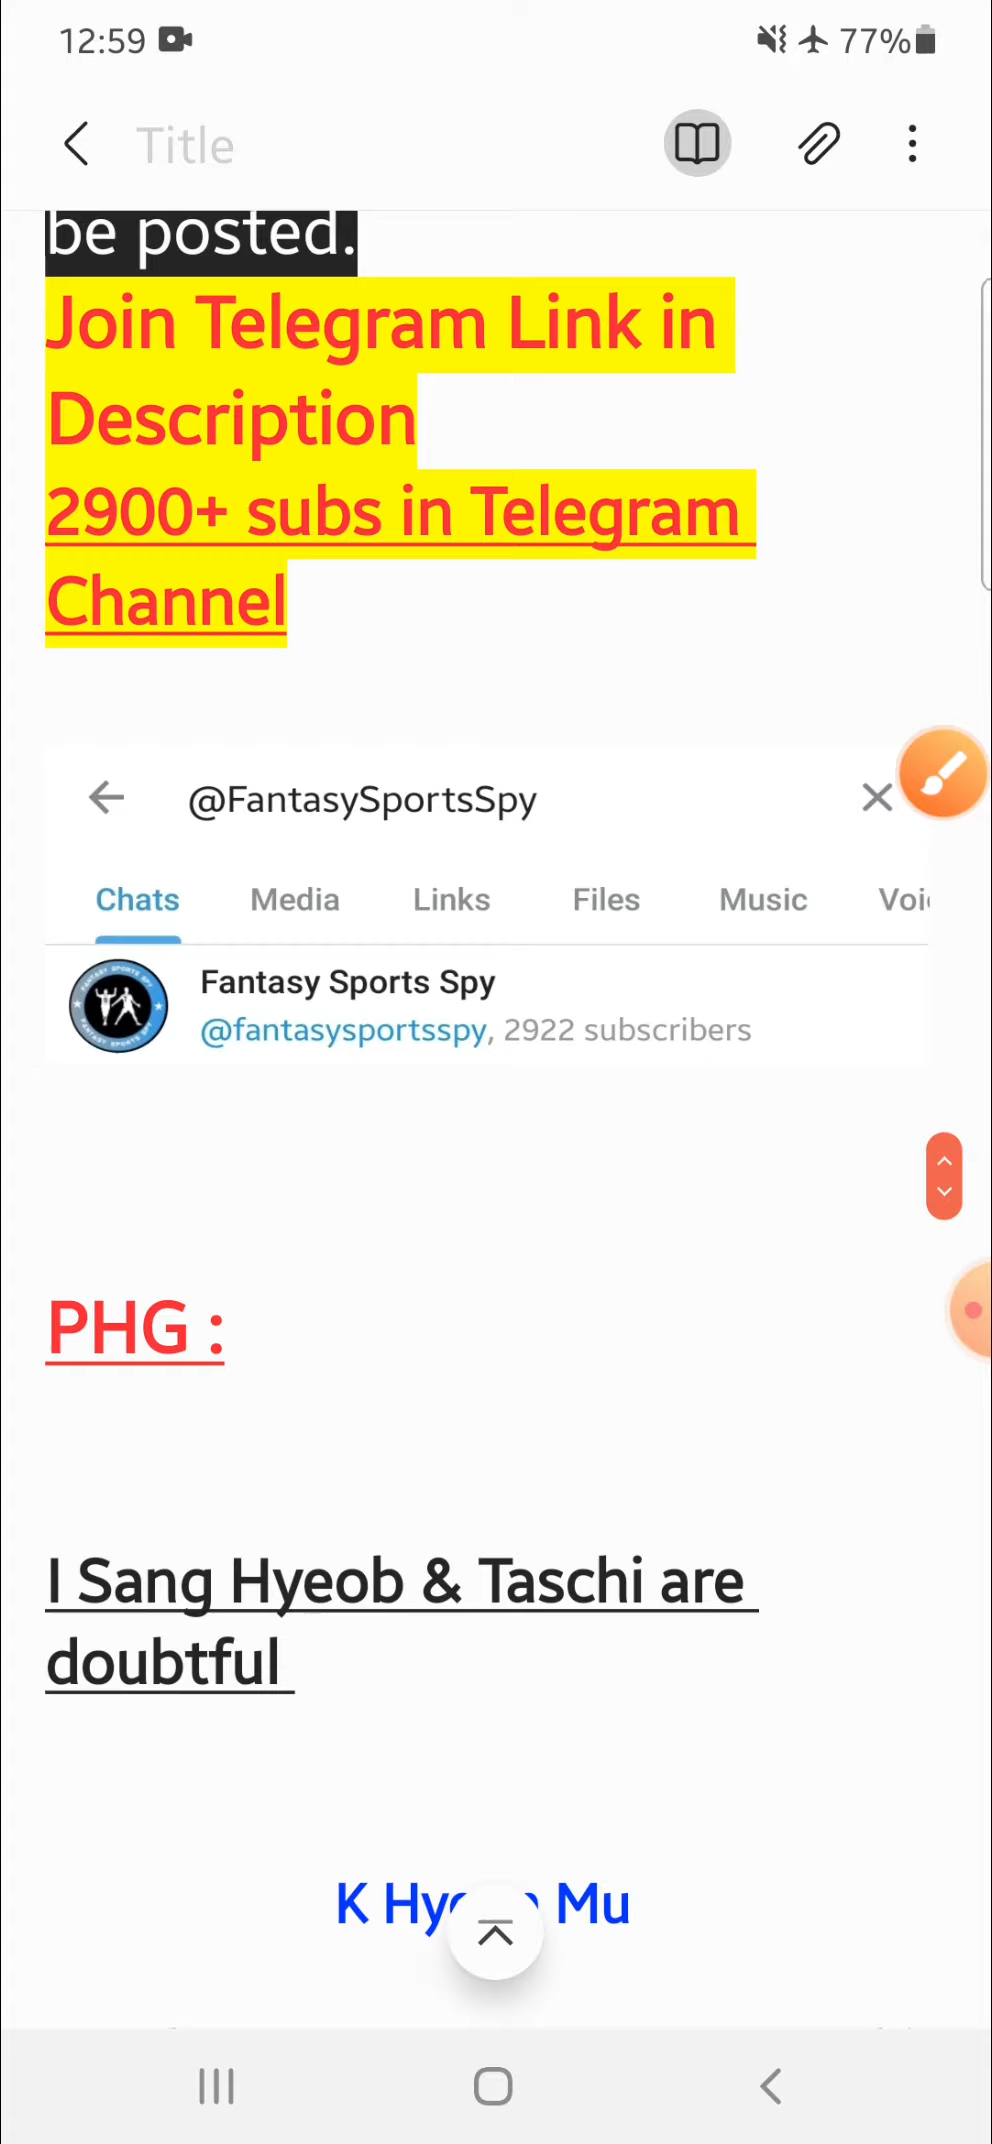 12:59
77%
Title
be posted.
Join Telegram Link in
Description
2900+ subs in Telegram
Channel
@FantasySportsSpy
Chats Media Links Files Music Voi
Fantasy Sports Spy
@fantasysportsspy, 2922 subscribers
PHG :
I Sang Hyeob & Taschi are
doubtful
K Mu